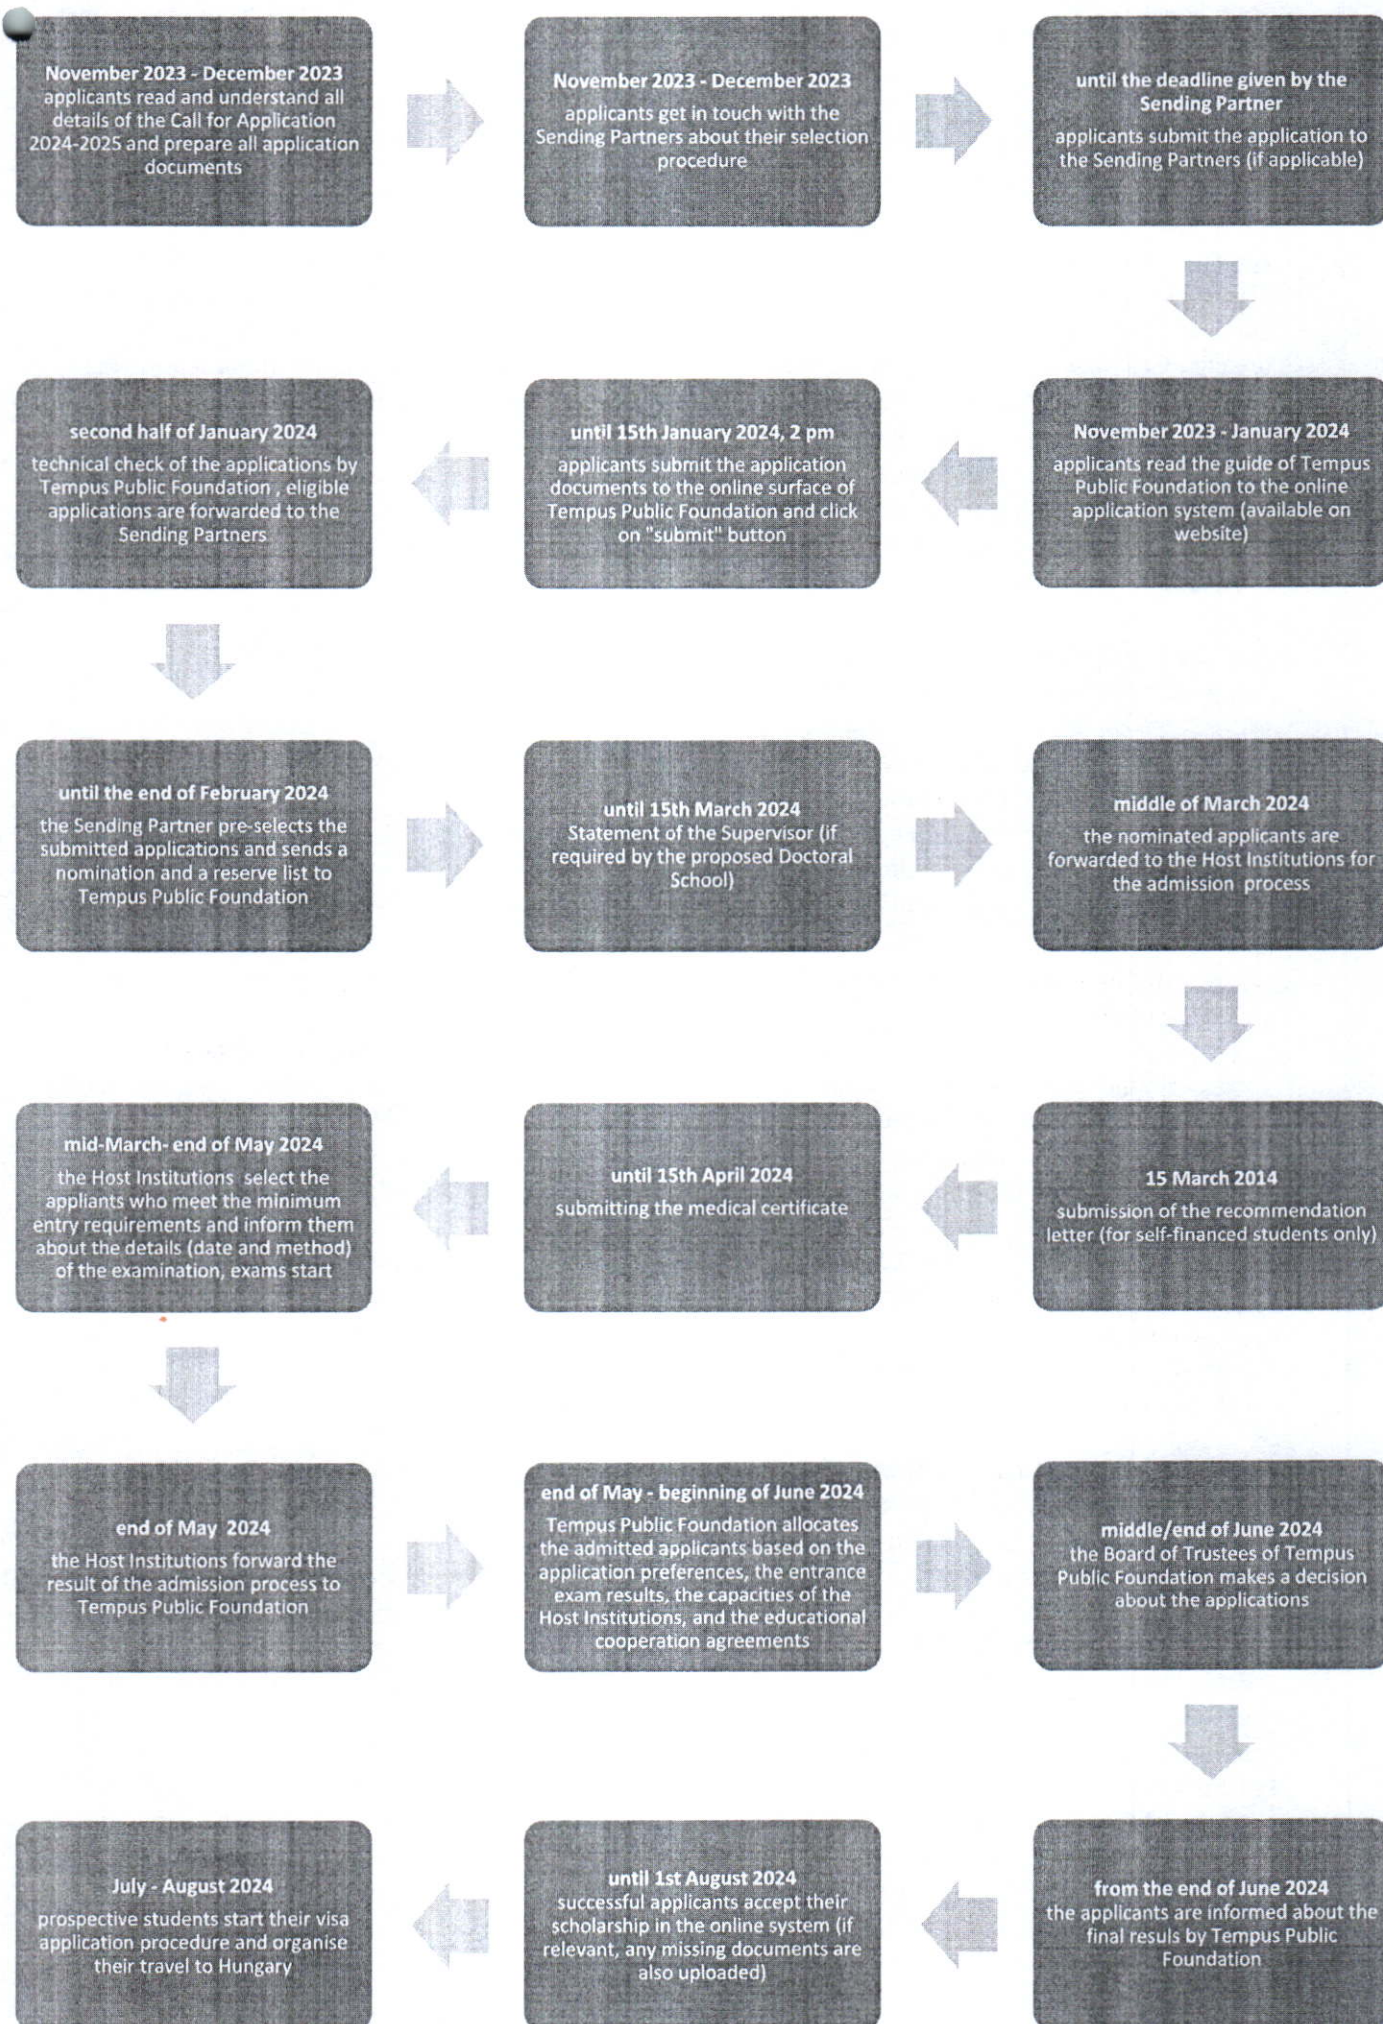 November 2023 - December 2023
applicants read and understand all
details of the Call for Application
2024-2025 and prepare all application
documents
November 2023 - December 2023
applicants get in touch with the
Sending Partners about their selection
procedure
until the deadline given by the
Sending Partner
applicants submit the application to
the Sending Partners (if applicable)
November 2023 - January 2024
applicants read the guide of Tempus
Public Foundation to the online
application system (available on
website)
until 15th January 2024, 2 pm
applicants submit the application
documents to the online surface of
Tempus Public Foundation and click
on "submit" button
second half of January 2024
technical check of the applications by
Tempus Public Foundation , eligible
applications are forwarded to the
Sending Partners
until the end of February 2024
the Sending Partner pre-selects the
submitted applications and sends a
nomination and a reserve list to
Tempus Public Foundation
until 15th March 2024
Statement of the Supervisor (if
required by the proposed Doctoral
School)
middle of March 2024
the nominated applicants are
forwarded to the Host Institutions for
the admission process
15 March 2014
submission of the recommendation
letter (for self-financed students only)
until 15th April 2024
submitting the medical certificate
mid-March- end of May 2024
the Host Institutions select the
appliants who meet the minimum
entry requirements and inform them
about the details (date and method)
of the examination, exams start
end of May 2024
the Host Institutions forward the
result of the admission process to
Tempus Public Foundation
end of May - beginning of June 2024
Tempus Public Foundation allocates
the admitted applicants based on the
application preferences, the entrance
exam results, the capacities of the
Host Institutions, and the educational
cooperation agreements
middle/end of June 2024
the Board of Trustees of Tempus
Public Foundation makes a decision
about the applications
from the end of June 2024
the applicants are informed about the
final resuls by Tempus Public
Foundation
until 1st August 2024
successful applicants accept their
scholarship in the online system (if
relevant, any missing documents are
also uploaded)
July - August 2024
prospective students start their visa
application procedure and organise
their travel to Hungary